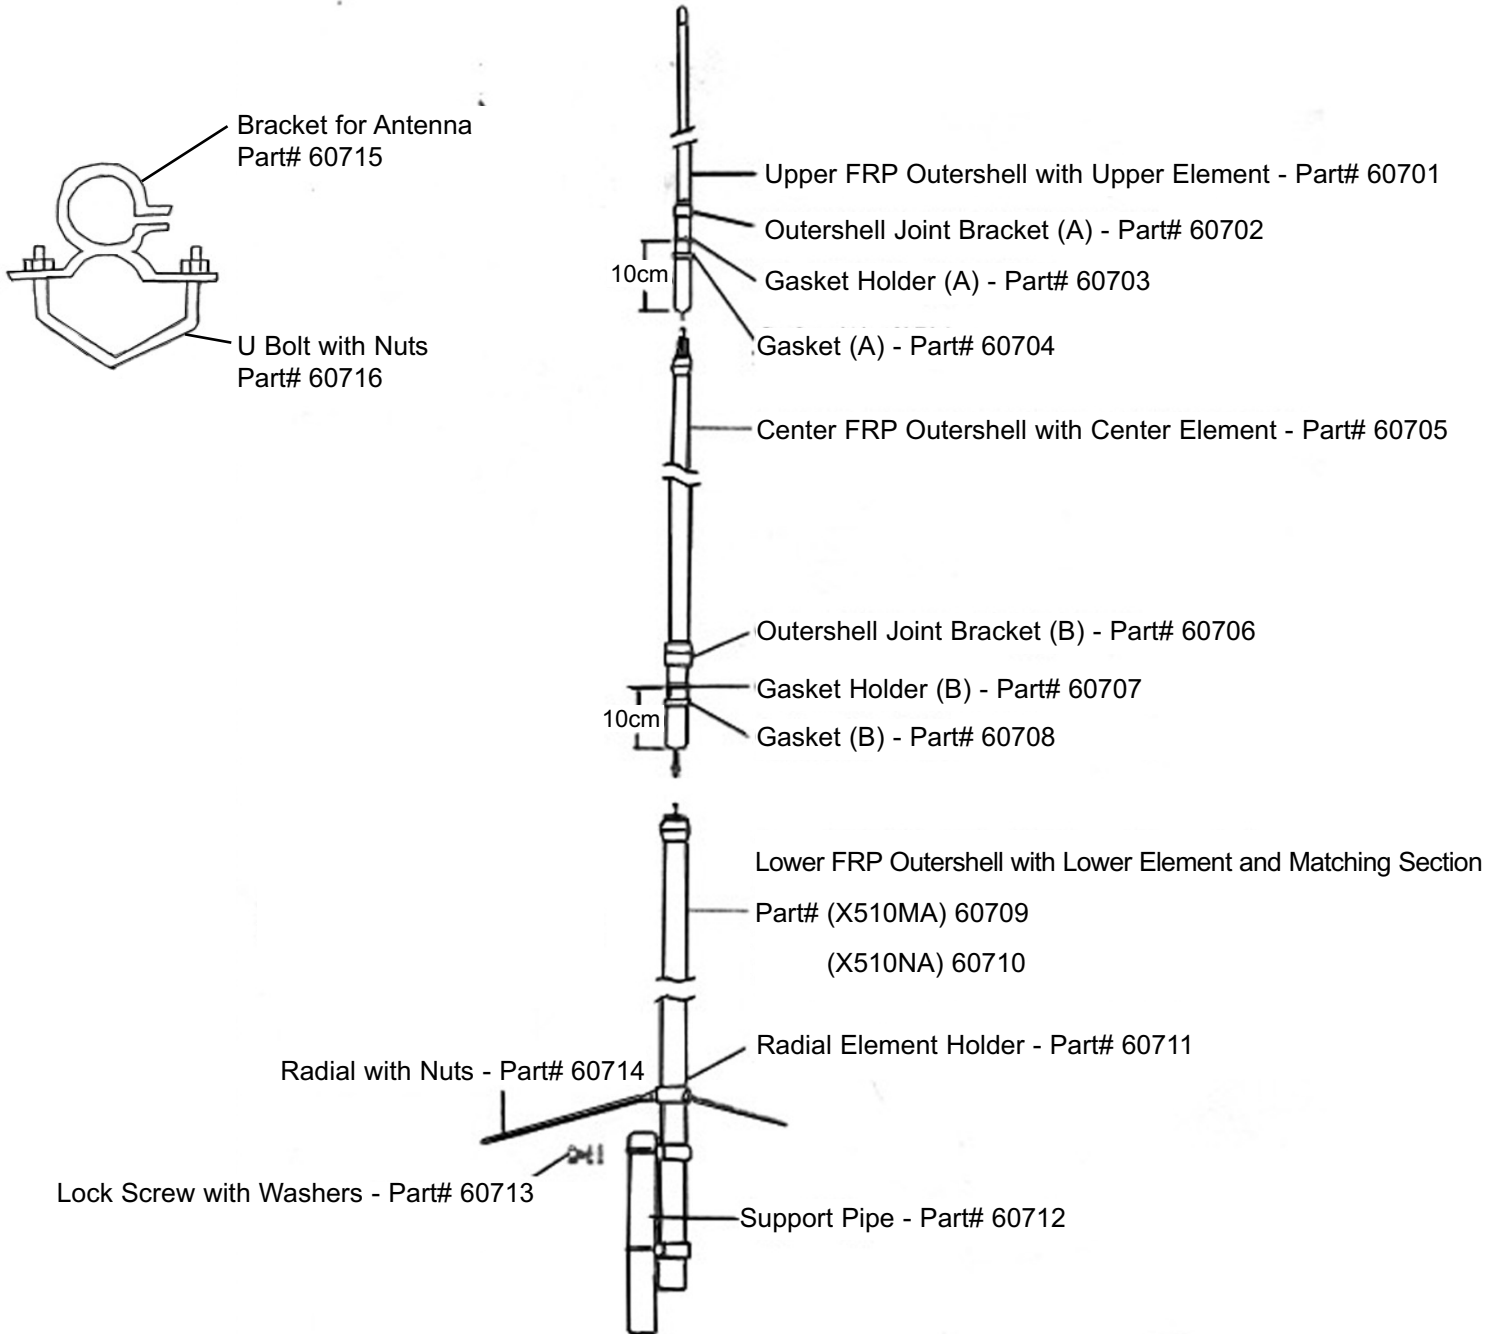 Bracket for Antenna
Part# 60715
U Bolt with Nuts
Part# 60716
Upper FRP Outershell with Upper Element - Part# 60701
Outershell Joint Bracket (A) - Part# 60702
10cm
Gasket Holder (A) - Part# 60703
Gasket (A) - Part# 60704
Center FRP Outershell with Center Element - Part# 60705
Outershell Joint Bracket (B) - Part# 60706
Gasket Holder (B) - Part# 60707
10cm
Gasket (B) - Part# 60708
Lower FRP Outershell with Lower Element and Matching Section
Part# (X510MA) 60709
(X510NA) 60710
Radial Element Holder - Part# 60711
Radial with Nuts - Part# 60714
Lock Screw with Washers - Part# 60713
Support Pipe - Part# 60712